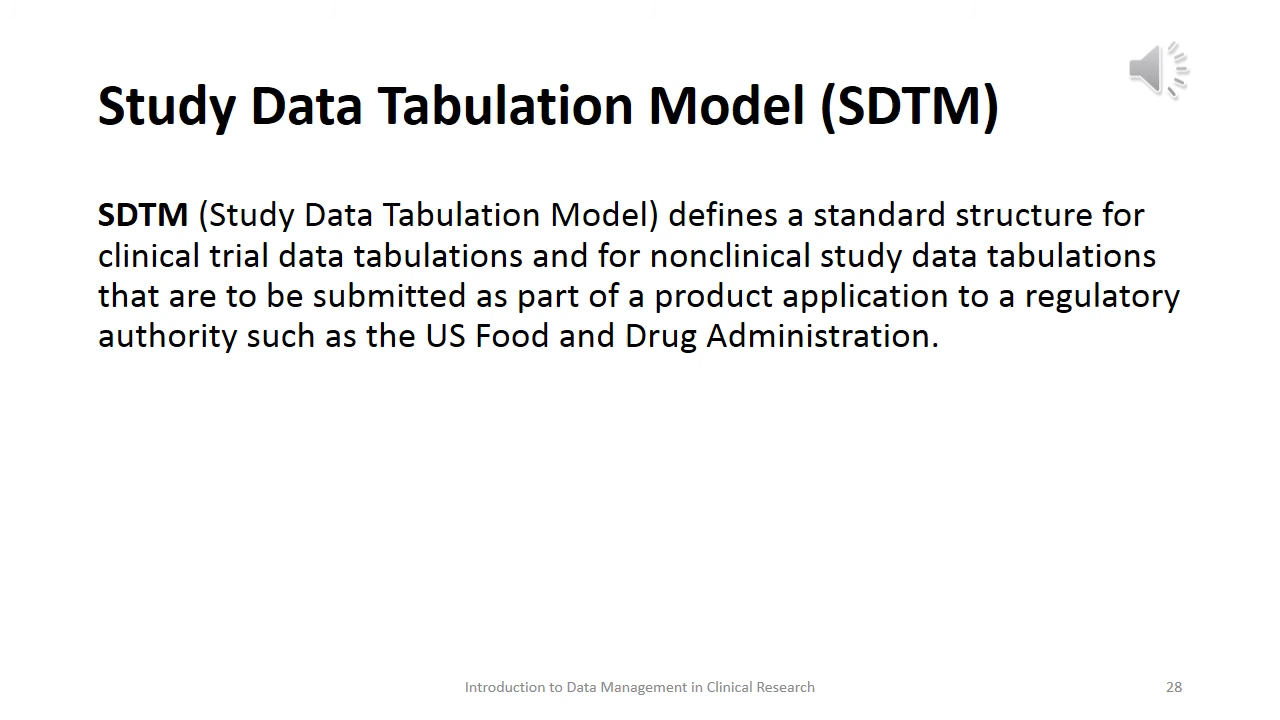 Study Data Tabulation Model (SDTM)
SDTM (Study Data Tabulation Model) defines a standard structure for
clinical trial data tabulations and for nonclinical study data tabulations
that are to be submitted as part of a product application to a regulatory
authority such as the US Food and Drug Administration.
Introduction to Data Management in Clinical Research
28